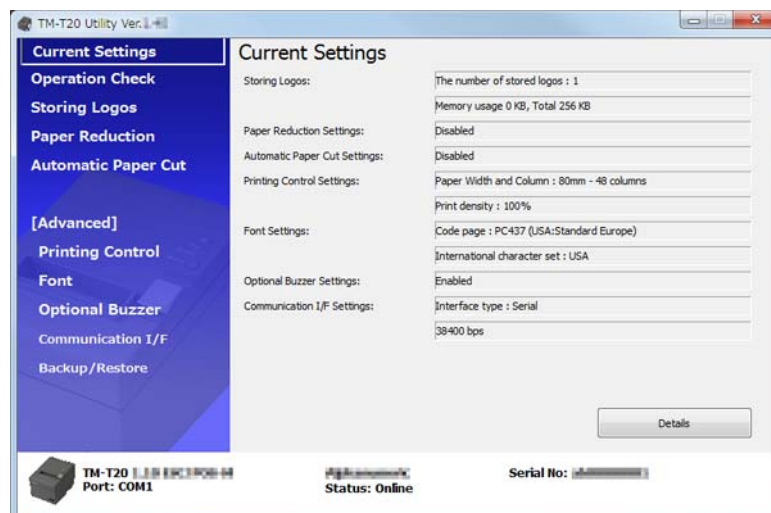 TM-T20 Utility Ver.
Current Settings
Operation Check
Storing Logos
Paper Reduction
Automatic Paper Cut
[Advanced]
Printing Control
Font
Optional Buzzer
Communication I/F
Backup/Restore
Current Settings
Storing Logos:
The number of stored logos : 1
Memory usage 0 KB, Total 256 KB
Paper Reduction Settings:
Disabled
Automatic Paper Cut Settings:
Disabled
Printing Control Settings:
Paper Width and Column : 80mm - 48 columns
Print density : 100%
Font Settings:
Code page : PC437 (USA:Standard Europe)
International character set : USA
Optional Buzzer Settings:
Enabled
Communication I/F Settings:
Interface type : Serial
38400 bps
Details
TM-T20
Port: COM1
Status: Online
Serial No: